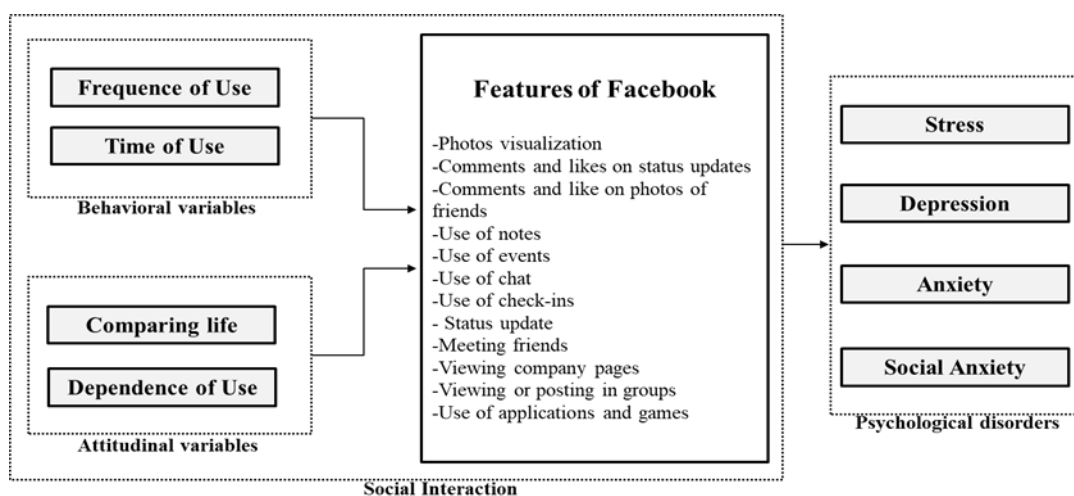 Frequence of Use
Time of Use
Behavioral variables
Comparing life
Dependence of Use
Attitudinal variables
Features of Facebook
-Photos visualization
-Comments and likes on status updates
-Comments and like on photos of
friends
-Use of notes
-Use of events
-Use of chat
-Use of check-ins
- Status update
-Meeting friends
-Viewing company pages
-Viewing or posting in groups
-Use of applications and games
Social Interaction
Stress
Depression
Anxiety
Social Anxiety
Psychological disorders